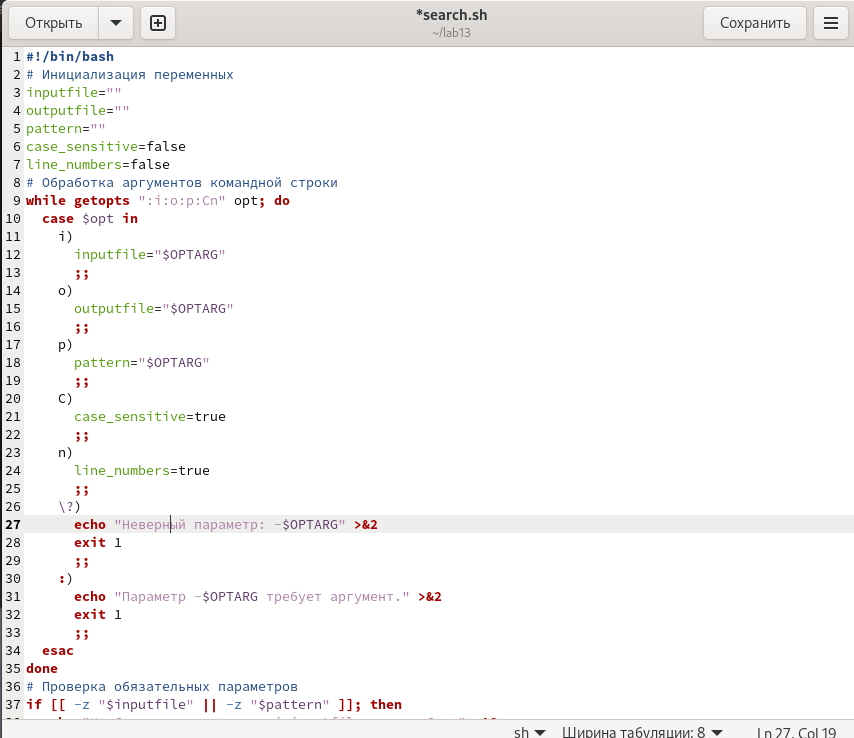 Открыть
*search.sh
~/lab13
Сохранить
1 #!/bin/bash
2 # Инициализация переменных
3 inputfile=""
4 outputfile=""
5 pattern=""
6 case_sensitive=false
7 line_numbers=false
8 # Обработка аргументов командной строки
9 while getopts ":i:o:p:Cn" opt; do
10   case $opt in
11     i)
12       inputfile="$OPTARG"
13       ;;
14     o)
15       outputfile="$OPTARG"
16       ;;
17     p)
18       pattern="$OPTARG"
19       ;;
20     C)
21       case_sensitive=true
22       ;;
23     n)
24       line_numbers=true
25       ;;
26     \?)
27       echo "Неверный параметр: -$OPTARG" >&2
28       exit 1
29       ;;
30     :)
31       echo "Параметр -$OPTARG требует аргумент." >&2
32       exit 1
33       ;;
34   esac
35 done
36 # Проверка обязательных параметров
37 if [[ -z "$inputfile" || -z "$pattern" ]]; then
sh Ширина табуляции: 8 Ln 27, Col 19